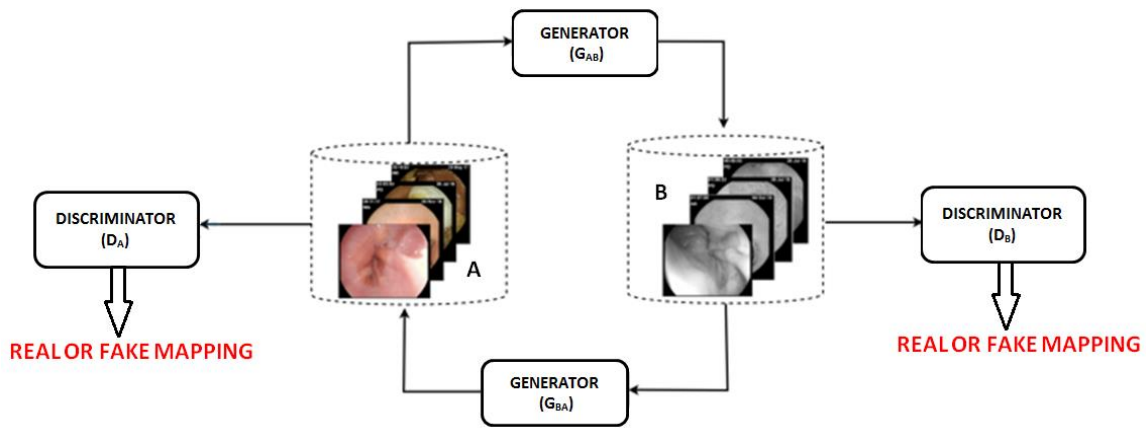 GENERATOR
(GAB)
B
A
DISCRIMINATOR
(DA)
DISCRIMINATOR
(DB)
REAL OR FAKE MAPPING
REAL OR FAKE MAPPING
GENERATOR
(GBA)